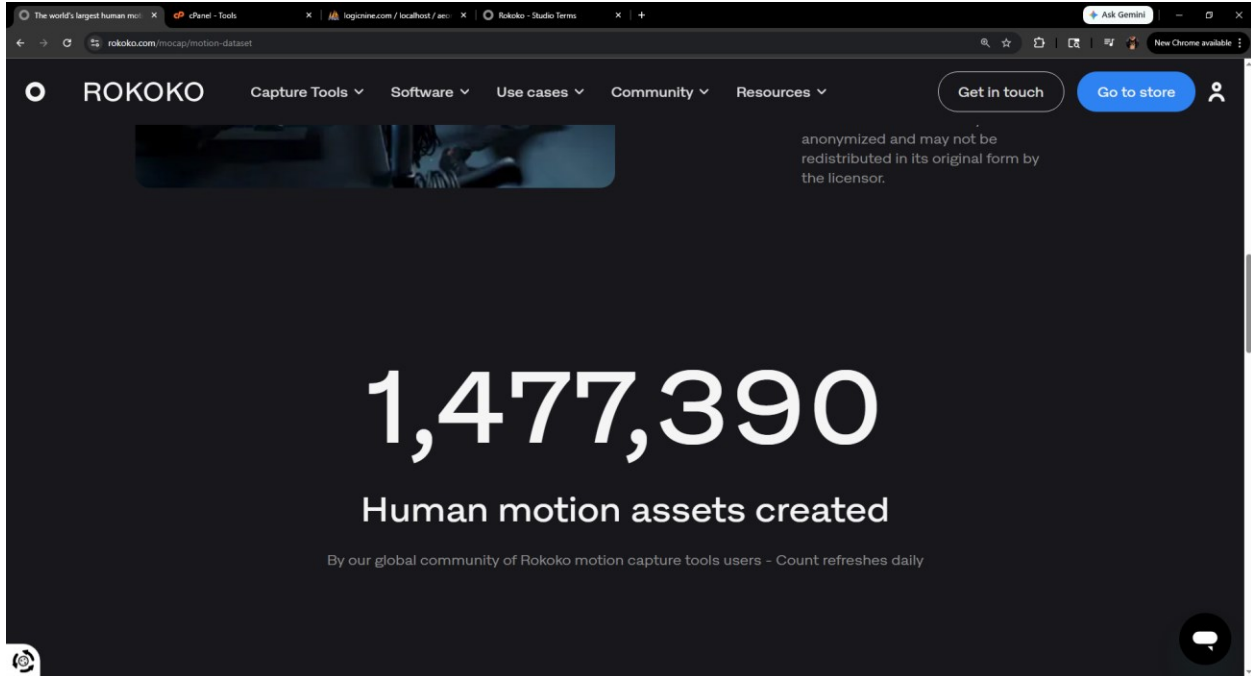 The world's largest human mot
cPanel - Tools
logicnine.com / localhost / aeo
Rokoko - Studio Terms
Ask Gemini
rokoko.com/mocap/motion-dataset
New Chrome available
ROKOKO
Capture Tools
Software
Use cases
Community
Resources
Get in touch
Go to store
anonymized and may not be
redistributed in its original form by
the licensor.
1,477,390
Human motion assets created
By our global community of Rokoko motion capture tools users - Count refreshes daily